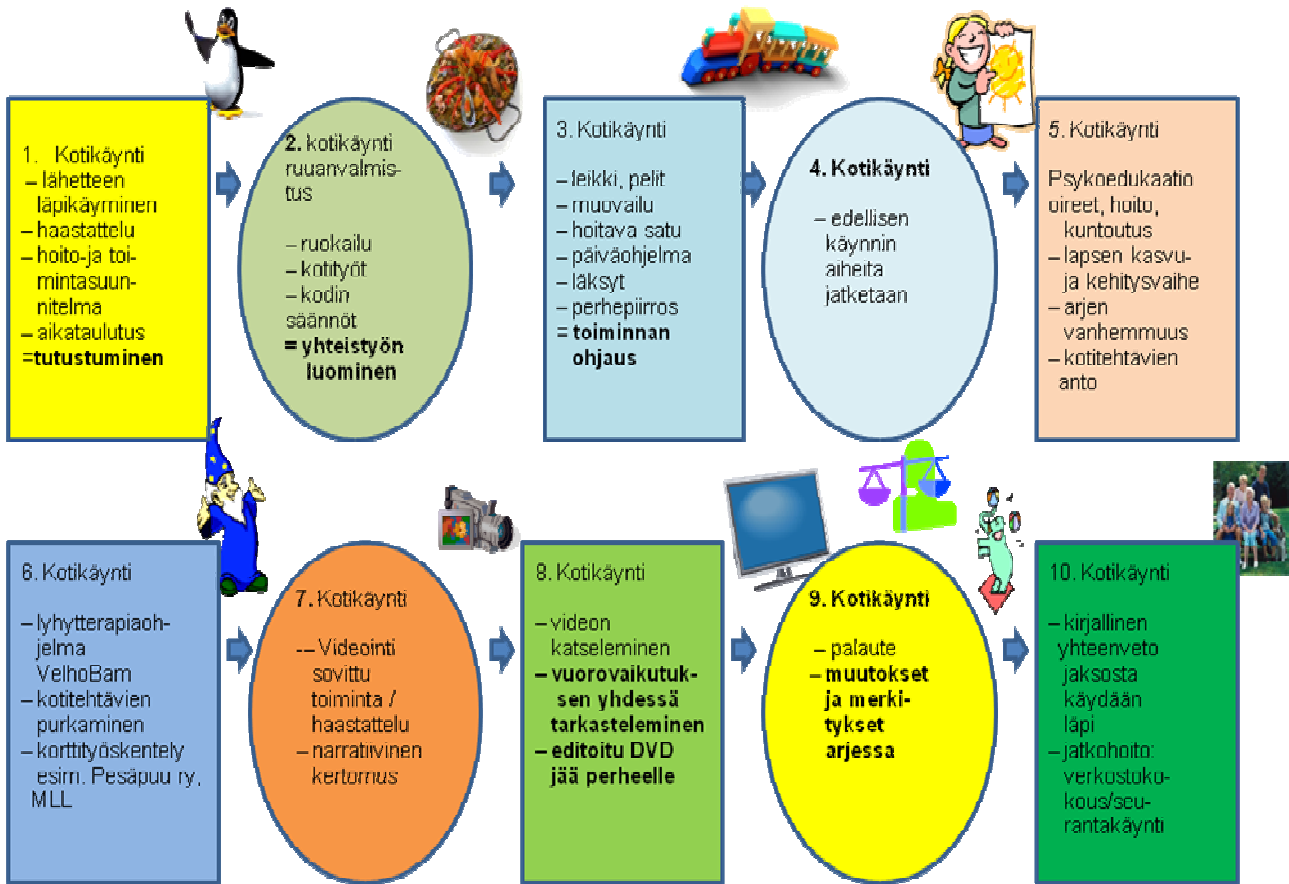 1. Kotikäynti
– lähetteen
läpikäyminen
– haastattelu
– hoito-ja toi-
mintasuun-
nitelma
– aikataulutus
=tutustuminen
2. kotikäynti
ruuanvalmis-
tus
– ruokailu
– kotityöt
– kodin
säännöt
= yhteistyön
luominen
3. Kotikäynti
– leikki, pelit
– muovailu
– hoitava satu
– päiväohjelma
– läksyt
– perhepiirros
= toiminnan
ohjaus
4. Kotikäynti
– edellisen
käynnin
aiheita
jatketaan
5. Kotikäynti
Psykoedukaatio
oireet, hoito,
kuntoutus
– lapsen kasvu-
ja kehitysvaihe
– arjen
vanhemmuus
– kotitehtävien
anto
6. Kotikäynti
– lyhytterapiaoh-
jelma
VelhoBam
– kotitehtävien
purkaminen
– korttityöskentely
esim. Pesäpuu ry,
MLL
7. Kotikäynti
-– Videointi
sovittu
toiminta /
haastattelu
– narratiivinen
kertomus
8. Kotikäynti
– videon
katseleminen
– vuorovaikutuk-
sen yhdessä
tarkasteleminen
– editoitu DVD
jää perheelle
9. Kotikäynti
– palaute
– muutokset
ja merki-
tykset
arjessa
10. Kotikäynti
– kirjallinen
yhteenveto
jaksosta
käydään
läpi
– jatkohoito:
verkostoko-
kous/seu-
rantakäynti